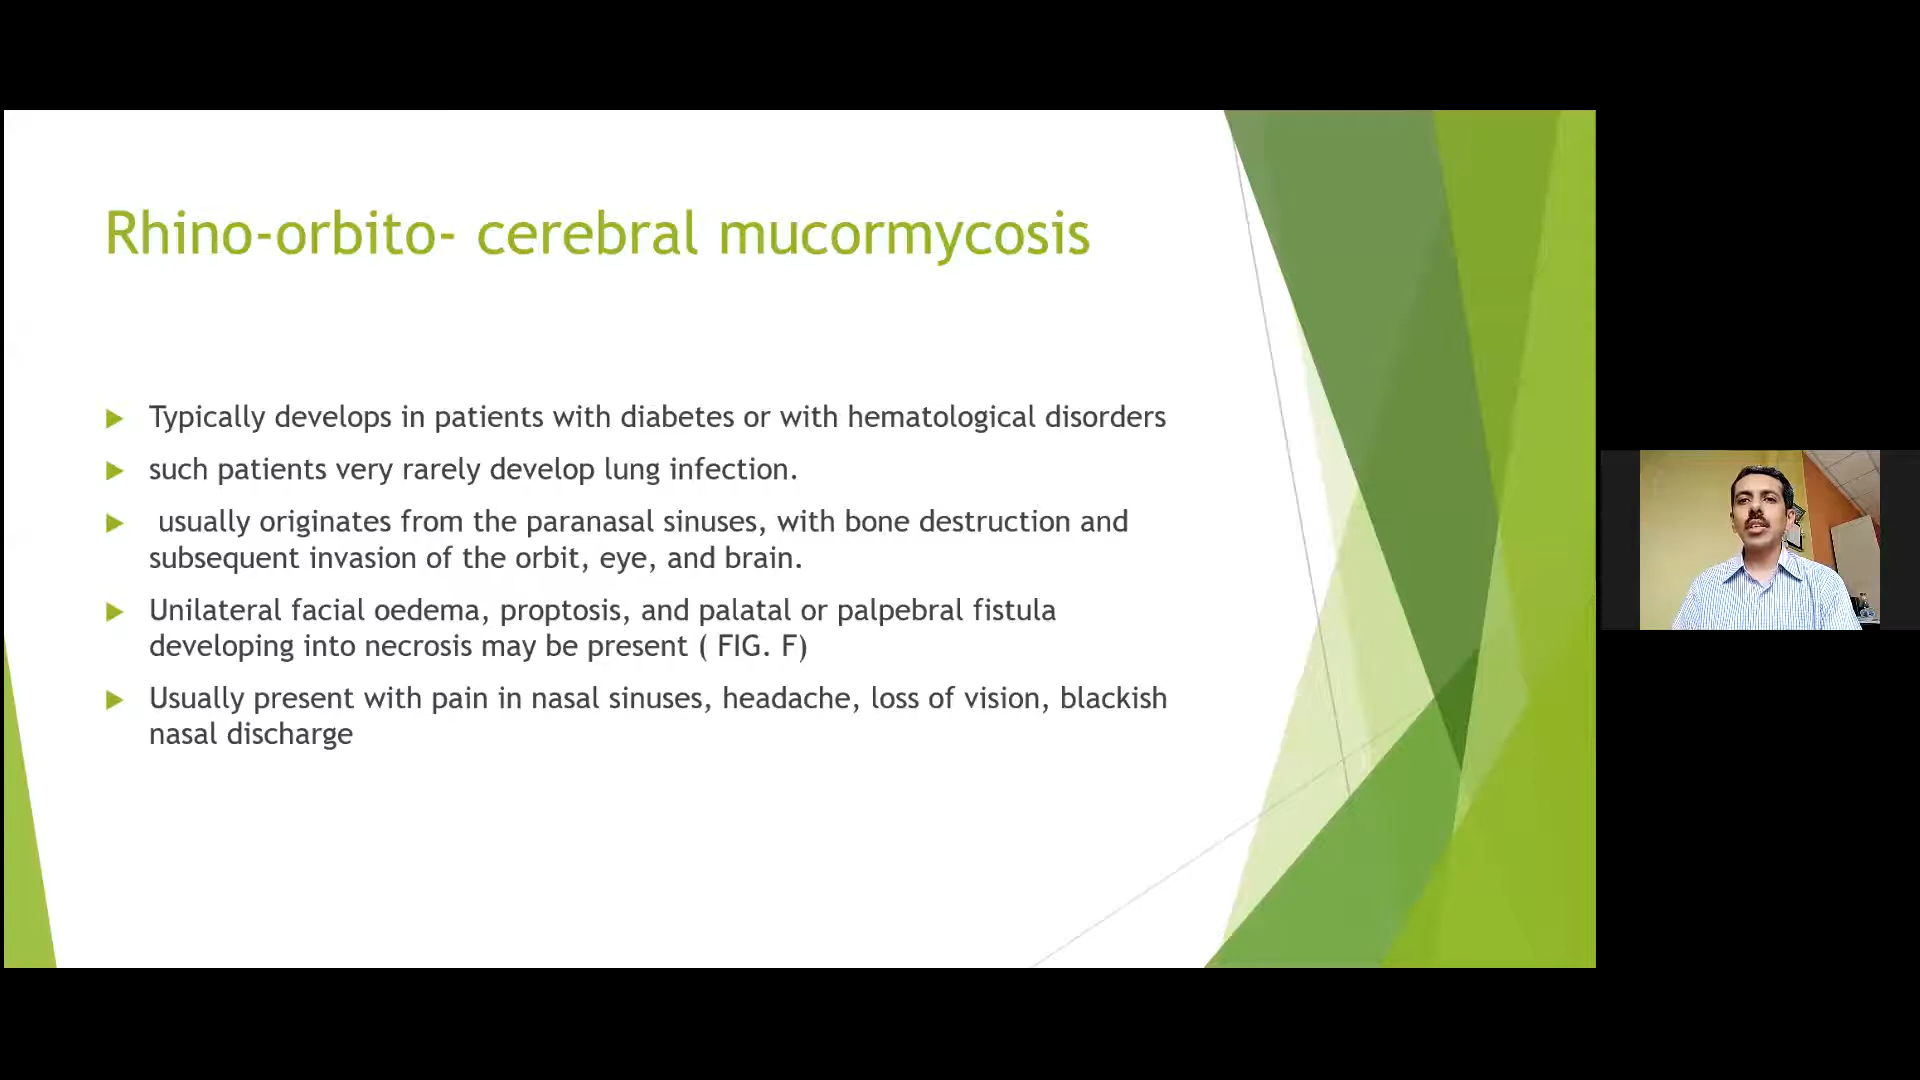 Rhino-orbito- cerebral mucormycosis
Typically develops in patients with diabetes or with hematological disorders
such patients very rarely develop lung infection.
usually originates from the paranasal sinuses, with bone destruction and
subsequent invasion of the orbit, eye, and brain.
Unilateral facial oedema, proptosis, and palatal or palpebral fistula
developing into necrosis may be present ( FIG. F)
Usually present with pain in nasal sinuses, headache, loss of vision, blackish
nasal discharge